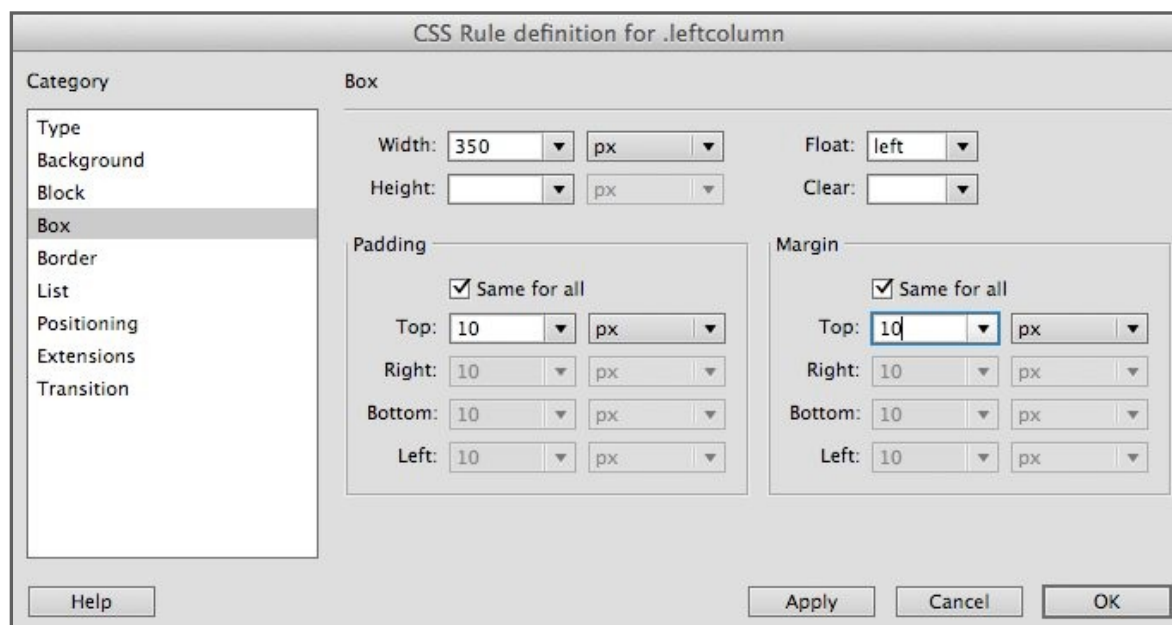 CSS Rule definition for .leftcolumn
Category
Type
Background
Block
Box
Border
List
Positioning
Extensions
Transition
Box
Width: 350 px Float: left
Height: px Clear:
Padding
Same for all
Top: 10 px
Right: 10 px
Bottom: 10 px
Left: 10 px
Margin
Same for all
Top: 10 px
Right: 10 px
Bottom: 10 px
Left: 10 px
Help Apply Cancel OK